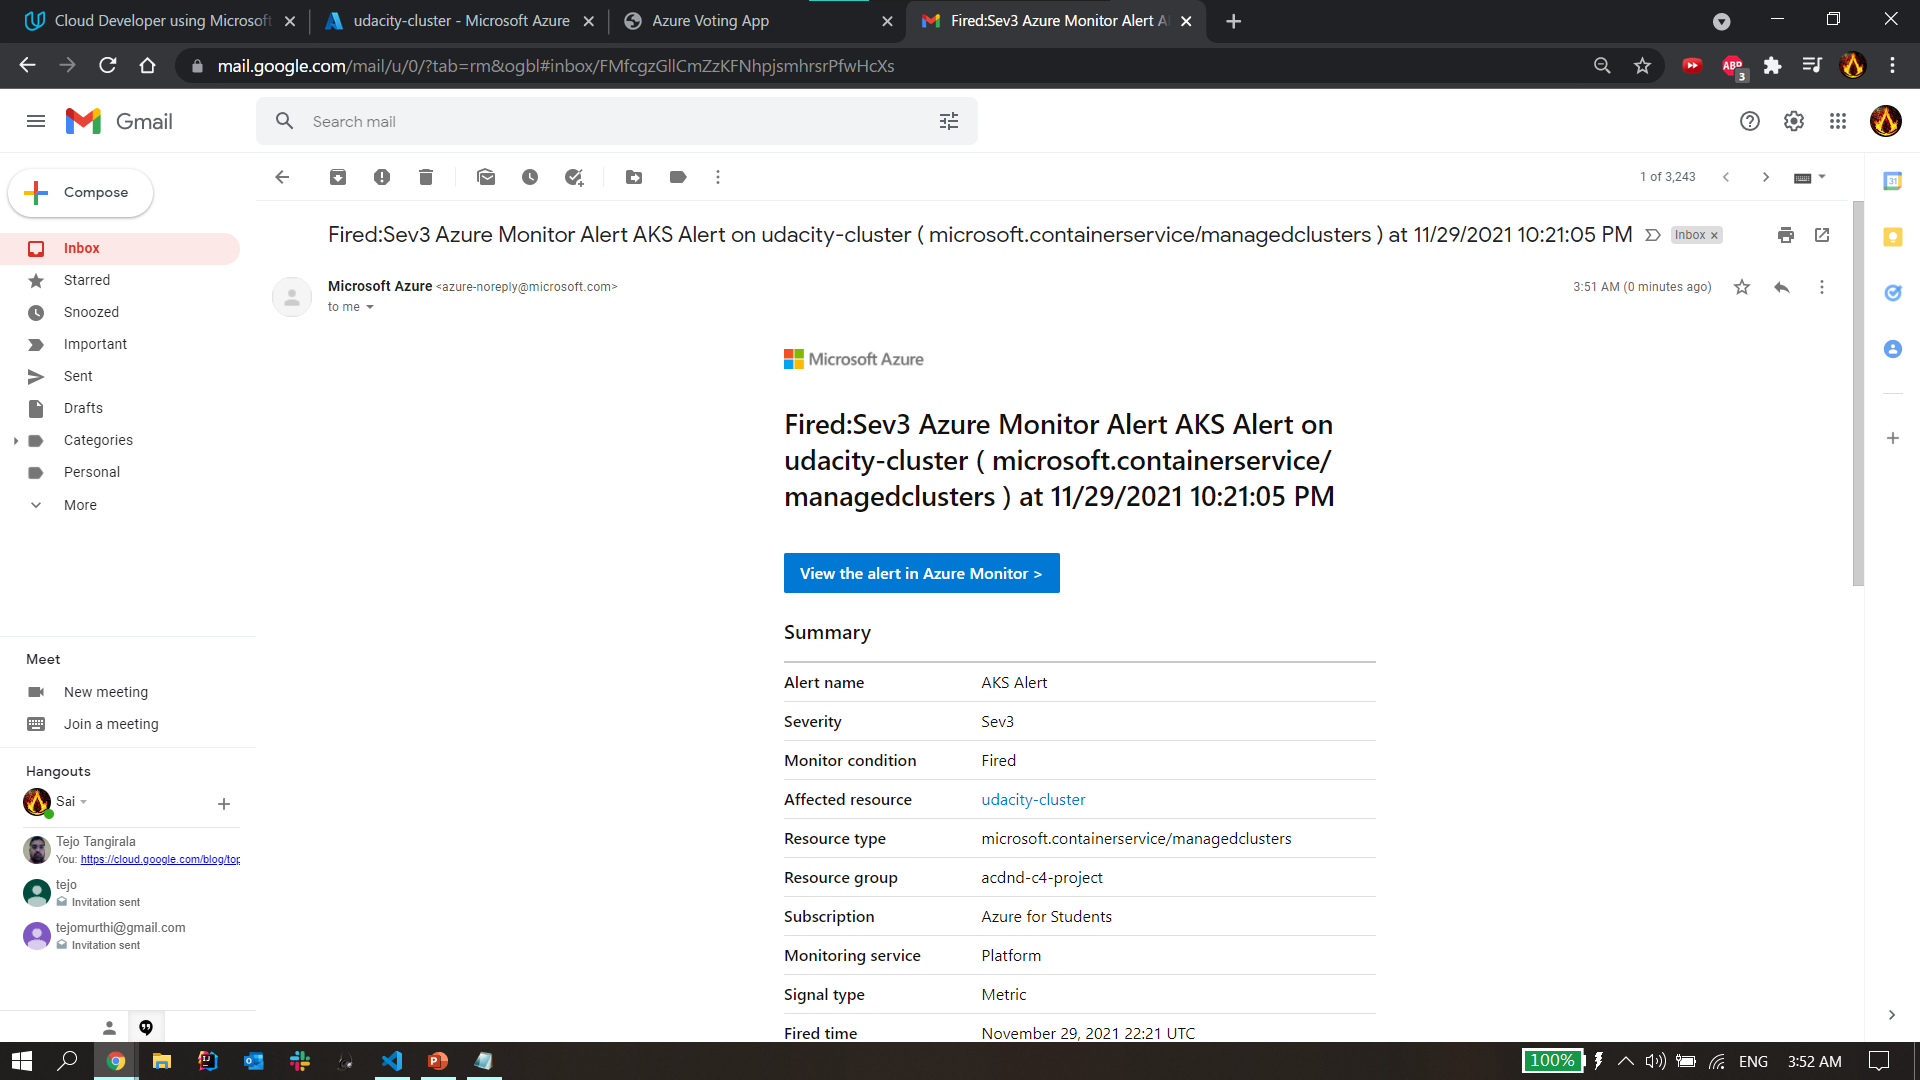 Cloud Developer using Microsoft
udacity-cluster - Microsoft Azure
Azure Voting App
Fired:Sev3 Azure Monitor Alert A
mail.google.com/mail/u/0/?tab=rm&ogbl#inbox/FMfcgzGllCmZzKFNhpjsmhrsrPfwHcXs
ABP
3
Gmail
Search mail
Compose
1 of 3,243
31
Inbox
Starred
Snoozed
Important
Sent
Drafts
Categories
Personal
More
Fired:Sev3 Azure Monitor Alert AKS Alert on udacity-cluster ( microsoft.containerservice/managedclusters ) at 11/29/2021 10:21:05 PM
Inbox ×
Microsoft Azure <azure-noreply@microsoft.com>
3:51 AM (0 minutes ago)
to me
Microsoft Azure
Fired:Sev3 Azure Monitor Alert AKS Alert on
udacity-cluster ( microsoft.containerservice/
managedclusters ) at 11/29/2021 10:21:05 PM
View the alert in Azure Monitor >
Summary
Alert name AKS Alert
Severity Sev3
Monitor condition Fired
Affected resource udacity-cluster
Resource type microsoft.containerservice/managedclusters
Resource group acdnd-c4-project
Subscription Azure for Students
Monitoring service Platform
Signal type Metric
Fired time November 29, 2021 22:21 UTC
Meet
New meeting
Join a meeting
Hangouts
Sai
Tejo Tangirala
You: https://cloud.google.com/blog/top
tejo
Invitation sent
tejomurthi@gmail.com
Invitation sent
100%
ENG
3:52 AM